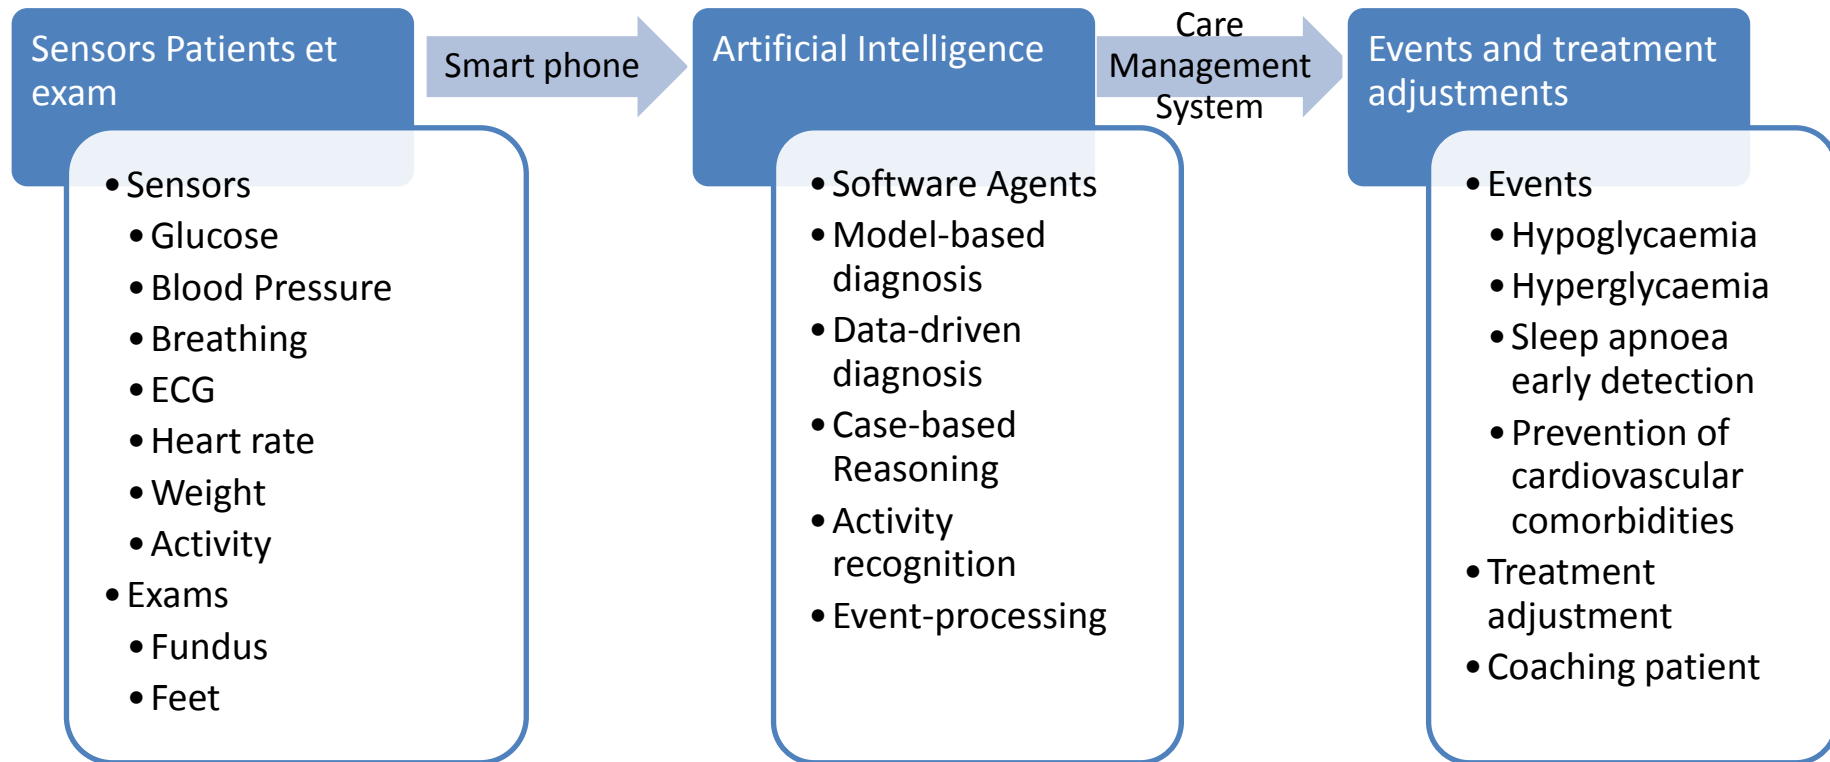 Sensors Patients et
exam
• Sensors
• Glucose
• Blood Pressure
• Breathing
• ECG
• Heart rate
• Weight
• Activity
• Exams
• Fundus
• Feet
Smart phone
Artificial Intelligence
• Software Agents
• Model-based
diagnosis
• Data-driven
diagnosis
• Case-based
Reasoning
• Activity
recognition
• Event-processing
Care
Management
System
Events and treatment
adjustments
• Events
• Hypoglycaemia
• Hyperglycaemia
• Sleep apnoea
early detection
• Prevention of
cardiovascular
comorbidities
• Treatment
adjustment
• Coaching patient